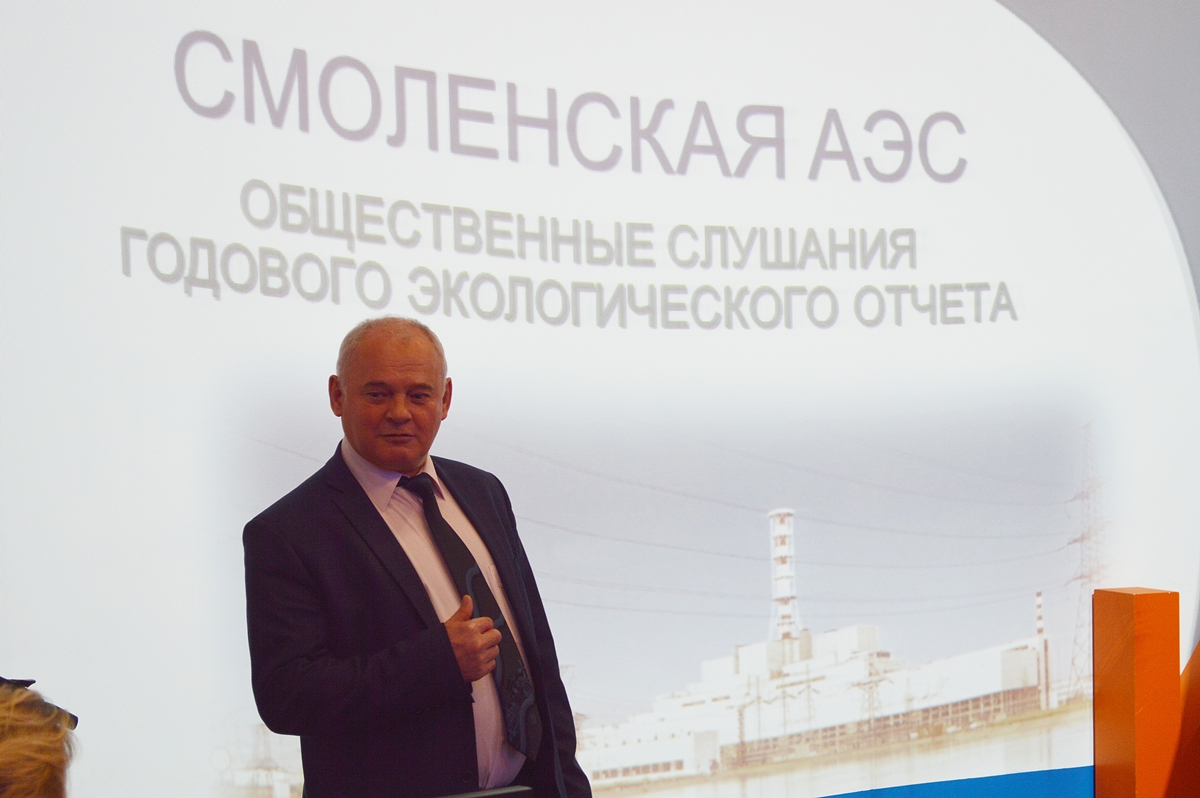 СМОЛЕНСКАЯ АЭС
ОБЩЕСТВЕННЫЕ СЛУШАНИЯ
ГОДОВОГО ЭКОЛОГИЧЕСКОГО ОТЧЕТА